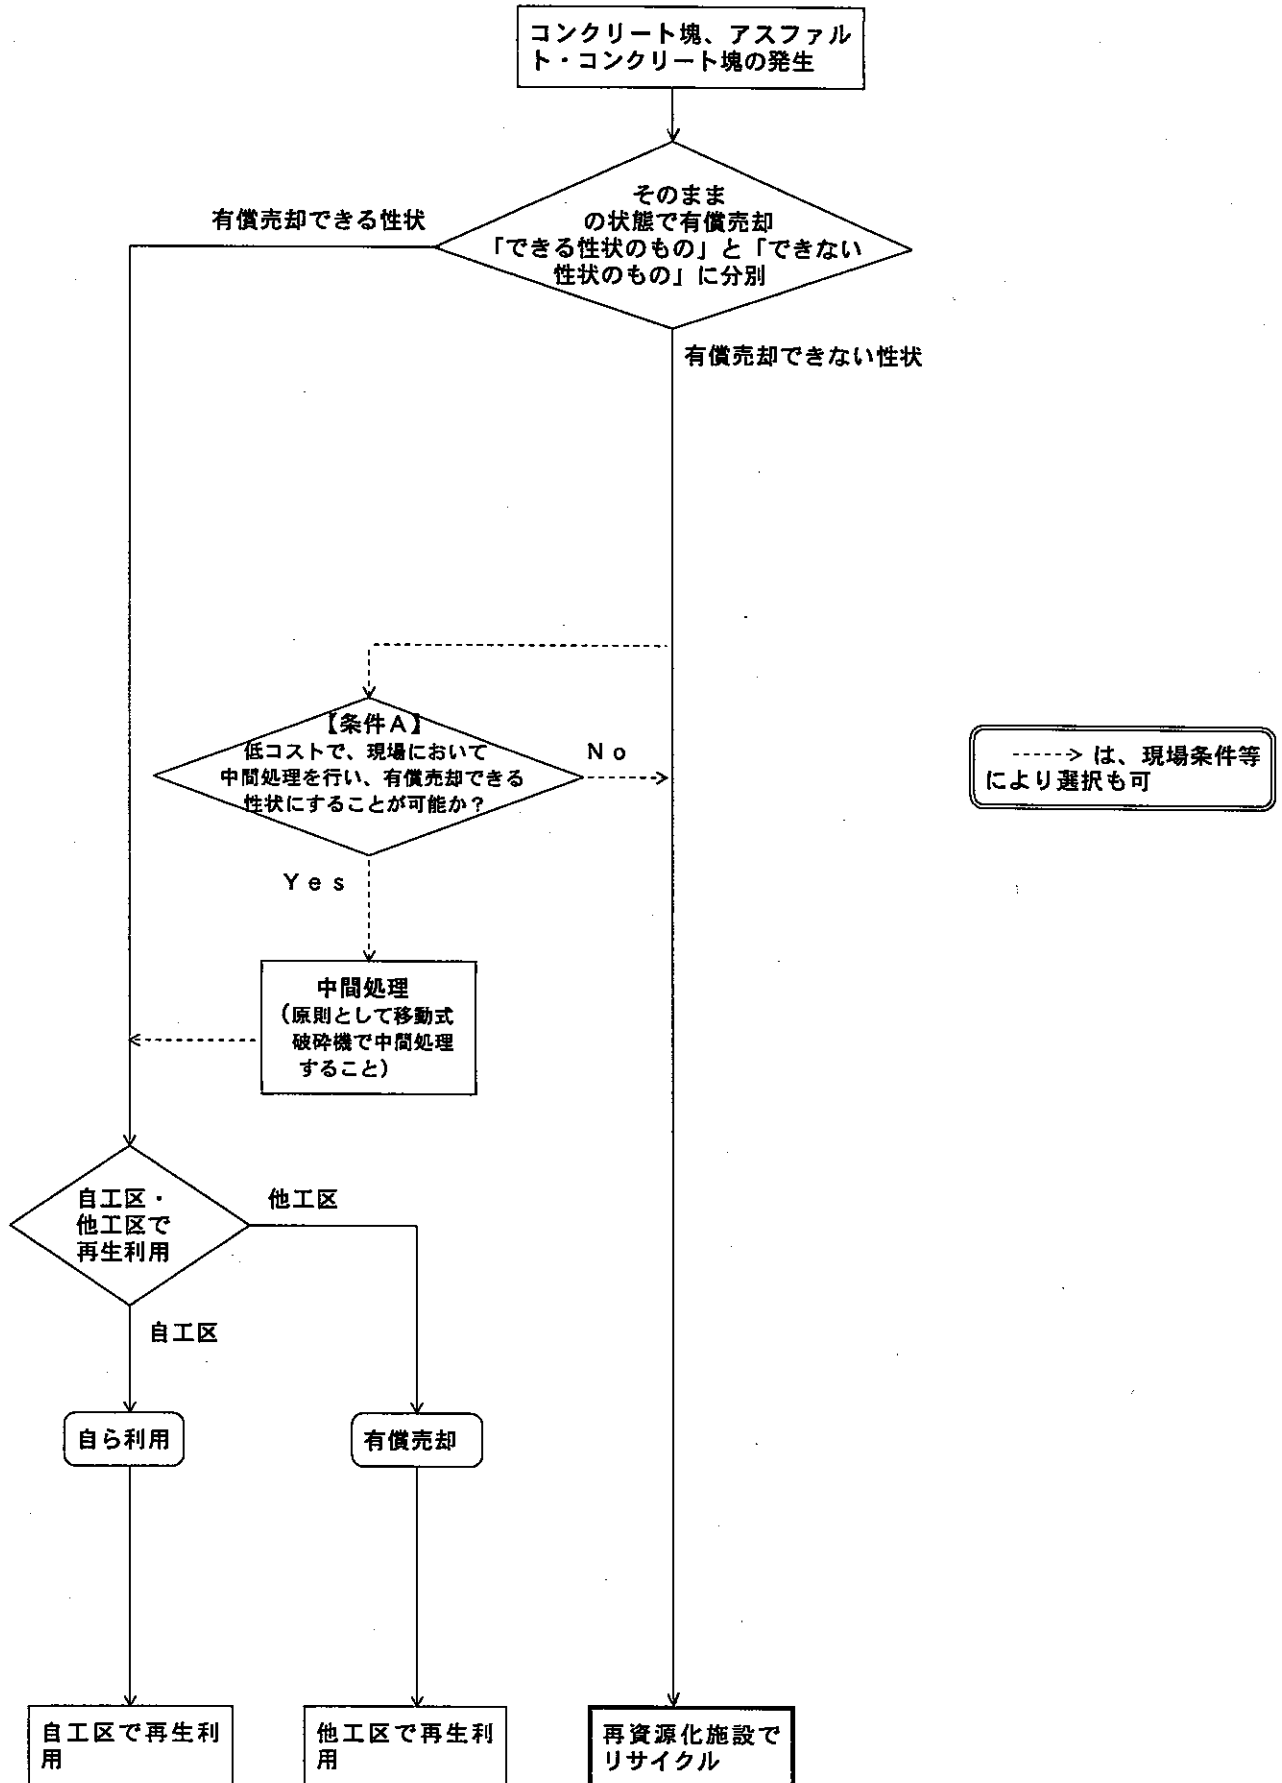 コンクリート塊、アスファル
ト・コンクリート塊の発生
そのまま
の状態で有償売却
「できる性状のもの」と「できない
性状のもの」に分別
有償売却できる性状
有償売却できない性状
【条件A】
低コストで、現場において
中間処理を行い、有償売却できる
性状にすることが可能か？
No
Yes
-----> は、現場条件等
により選択も可
中間処理
（原則として移動式
破砕機で中間処理
すること）
自工区・
他工区で
再生利用
他工区
自工区
自ら利用
有償売却
自工区で再生利
用
他工区で再生利
用
再資源化施設で
リサイクル